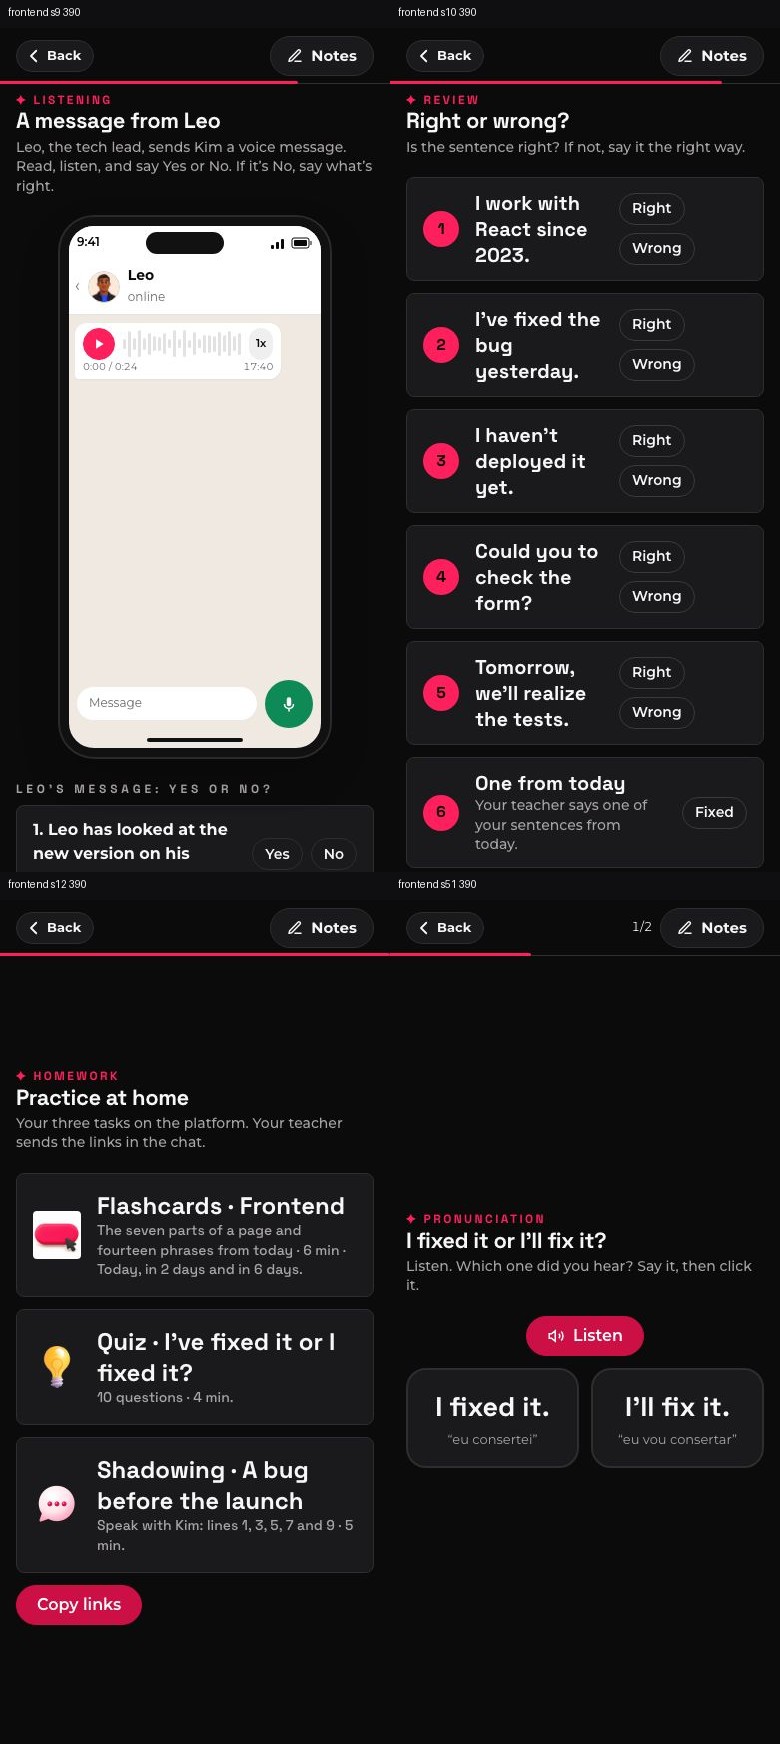 frontend s9 390
Back
Notes
LISTENING
A message from Leo
Leo, the tech lead, sends Kim a voice message.
Read, listen, and say Yes or No. If it's No, say what's
right.
9:41
Leo
online
1x
0:00 / 0:24
17:40
Message
LEO'S MESSAGE: YES OR NO?
1. Leo has looked at the
new version on his
Yes
No
frontend s10 390
Back
Notes
REVIEW
Right or wrong?
Is the sentence right? If not, say it the right way.
1
I work with
React since
2023.
Right
Wrong
2
I've fixed the
bug
yesterday.
Right
Wrong
3
I haven't
deployed it
yet.
Right
Wrong
4
Could you to
check the
form?
Right
Wrong
5
Tomorrow,
we'll realize
the tests.
Right
Wrong
6
One from today
Your teacher says one of
your sentences from
today.
Fixed
frontend s12 390
Back
Notes
HOMEWORK
Practice at home
Your three tasks on the platform. Your teacher
sends the links in the chat.
Flashcards · Frontend
The seven parts of a page and
fourteen phrases from today · 6 min ·
Today, in 2 days and in 6 days.
Quiz · I've fixed it or I
fixed it?
10 questions · 4 min.
Shadowing · A bug
before the launch
Speak with Kim: lines 1, 3, 5, 7 and 9 · 5
min.
Copy links
frontend s51 390
Back
1/2
Notes
PRONUNCIATION
I fixed it or I'll fix it?
Listen. Which one did you hear? Say it, then click
it.
Listen
I fixed it.
"eu consertei"
I'll fix it.
"eu vou consertar"